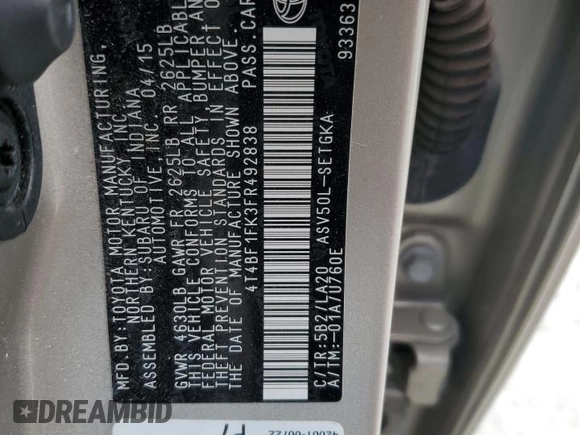 MFD. BY: TOYOTA MOTOR MANUFACTURING,
NORTHERN KENTUCKY INC.
ASSEMBLED BY: SUBARU OF INDIANA
AUTOMOTIVE, INC. 04/15
GVWR 4630LB GAWR FR 2625LB RR 2625LB
THIS VEHICLE CONFORMS TO ALL APPLICABLE
FEDERAL MOTOR VEHICLE SAFETY, BUMPER AND
THEFT PREVENTION STANDARDS IN EFFECT ON
THE DATE OF MANUFACTURE SHOWN ABOVE.
4T4BF1FK3FR492838 PASS. CAR
C/TR: 5B2/LA20 ASV50L-SETGKA
A/TM: -01A/U760E
93363
DREAMBID